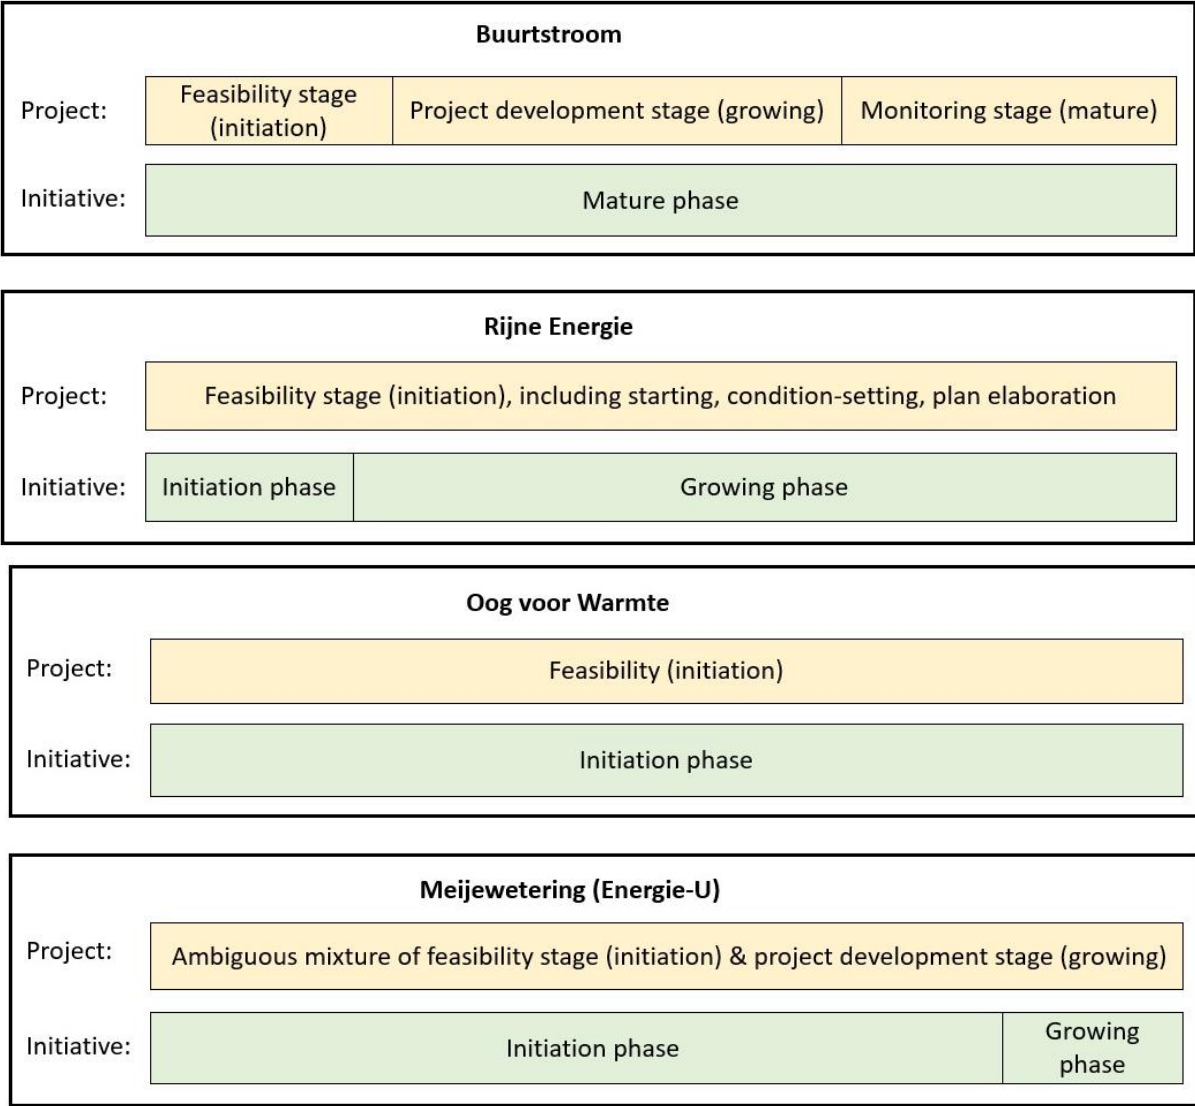 Buurtstroom
Project:
Feasibility stage
(initiation)
Project development stage (growing)
Monitoring stage (mature)
Initiative:
Mature phase
Rijne Energie
Project:
Feasibility stage (initiation), including starting, condition-setting, plan elaboration
Initiative:
Initiation phase
Growing phase
Oog voor Warmte
Project:
Feasibility (initiation)
Initiative:
Initiation phase
Meijewetering (Energie-U)
Project:
Ambiguous mixture of feasibility stage (initiation) & project development stage (growing)
Initiative:
Initiation phase
Growing
phase